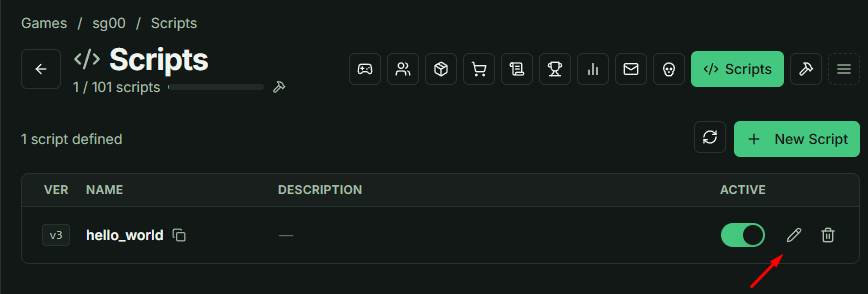 Games / sg00 / Scripts
</> Scripts
1 / 101 scripts
</> Scripts
1 script defined
+ New Script
VER NAME DESCRIPTION ACTIVE
v3 hello_world —